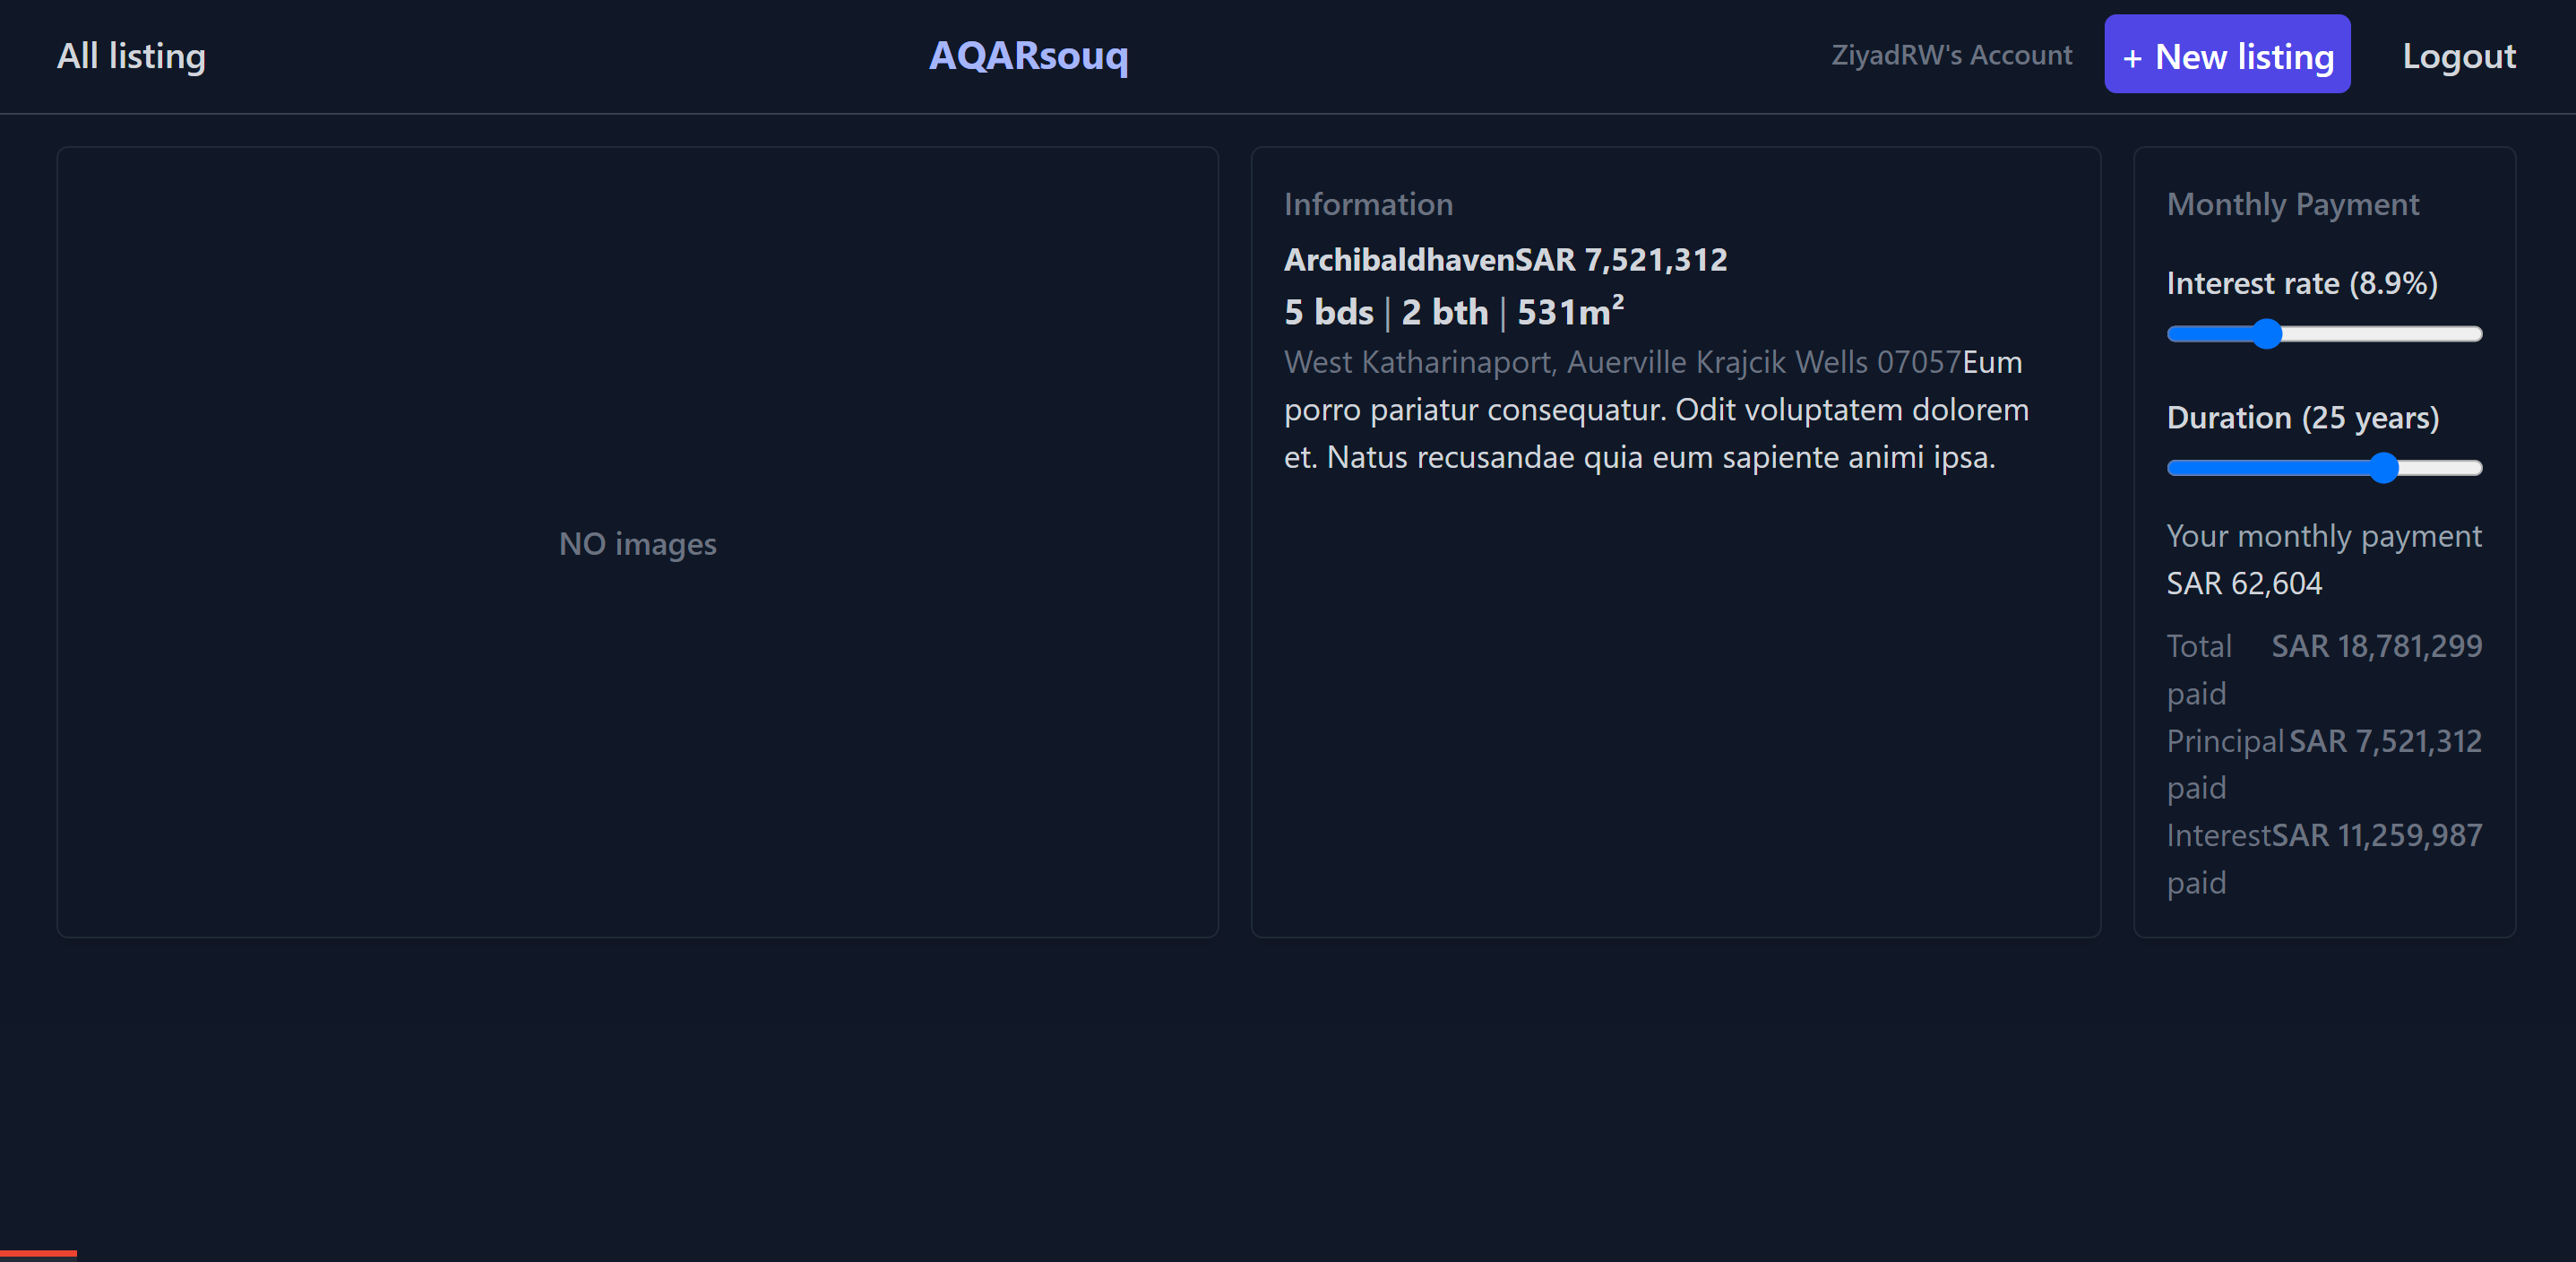 All listing
AQARsouq
ZiyadRW's Account
+ New listing
Logout
NO images
Information
ArchibaldhavenSAR 7,521,312
5 bds | 2 bth | 531m²
West Katharinaport, Auerville Krajcik Wells 07057Eum
porro pariatur consequatur. Odit voluptatem dolorem
et. Natus recusandae quia eum sapiente animi ipsa.
Monthly Payment
Interest rate (8.9%)
Duration (25 years)
Your monthly payment
SAR 62,604
Total paid SAR 18,781,299
Principal paid SAR 7,521,312
Interest paid SAR 11,259,987